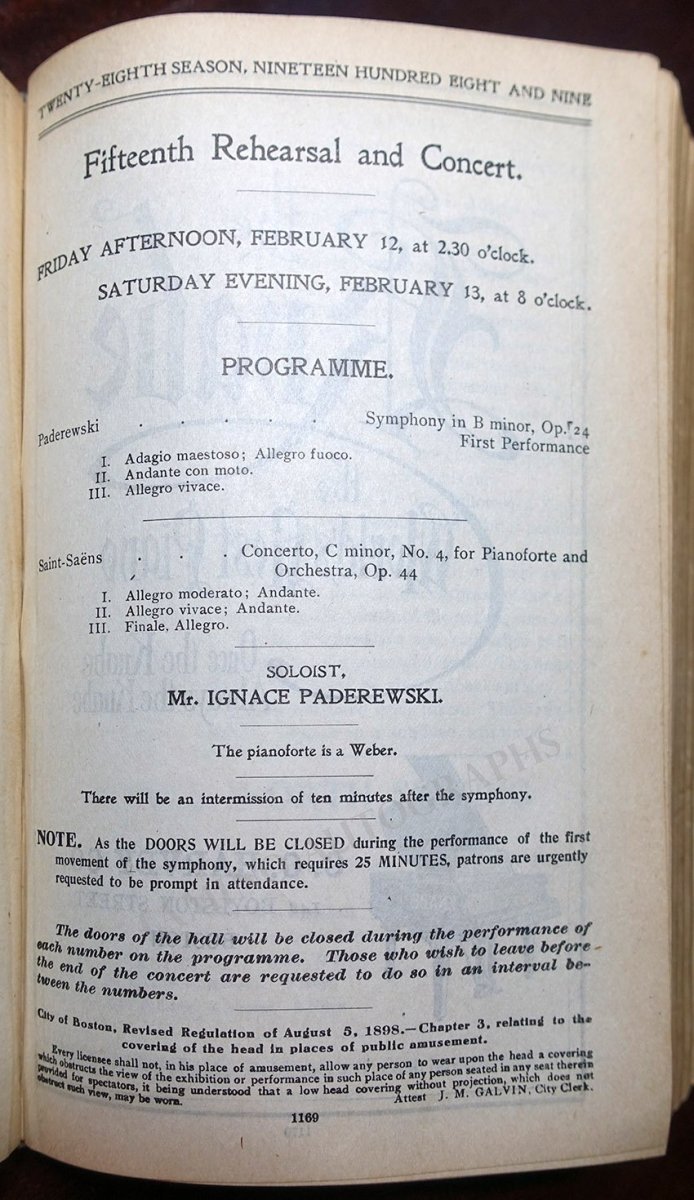 TWENTY-EIGHTH SEASON, NINETEEN HUNDRED EIGHT AND NINE
Fifteenth Rehearsal and Concert.
FRIDAY AFTERNOON, FEBRUARY 12, at 2.30 o'clock.
SATURDAY EVENING, FEBRUARY 13, at 8 o'clock.
PROGRAMME.
Paderewski . . . . . Symphony in B minor, Op. 24
First Performance
I. Adagio maestoso; Allegro fuoco.
II. Andante con moto.
III. Allegro vivace.
Saint-Saëns . . . Concerto, C minor, No. 4, for Pianoforte and
Orchestra, Op. 44
I. Allegro moderato; Andante.
II. Allegro vivace; Andante.
III. Finale, Allegro.
SOLOIST,
Mr. IGNACE PADEREWSKI.
The pianoforte is a Weber.
There will be an intermission of ten minutes after the symphony.
NOTE. As the DOORS WILL BE CLOSED during the performance of the first
movement of the symphony, which requires 25 MINUTES, patrons are urgently
requested to be prompt in attendance.
The doors of the hall will be closed during the performance of
each number on the programme. Those who wish to leave before
the end of the concert are requested to do so in an interval be-
tween the numbers.
City of Boston, Revised Regulation of August 5, 1898.—Chapter 3, relating to the
covering of the head in places of public amusement.
Every licensee shall not, in his place of amusement, allow any person to wear upon the head a covering
which obstructs the view of the exhibition or performance in such place of any person seated in any seat therein
provided for spectators, it being understood that a low head covering without projection, which does not
obstruct such view, may be worn.
Attest J. M. GALVIN, City Clerk.
1169